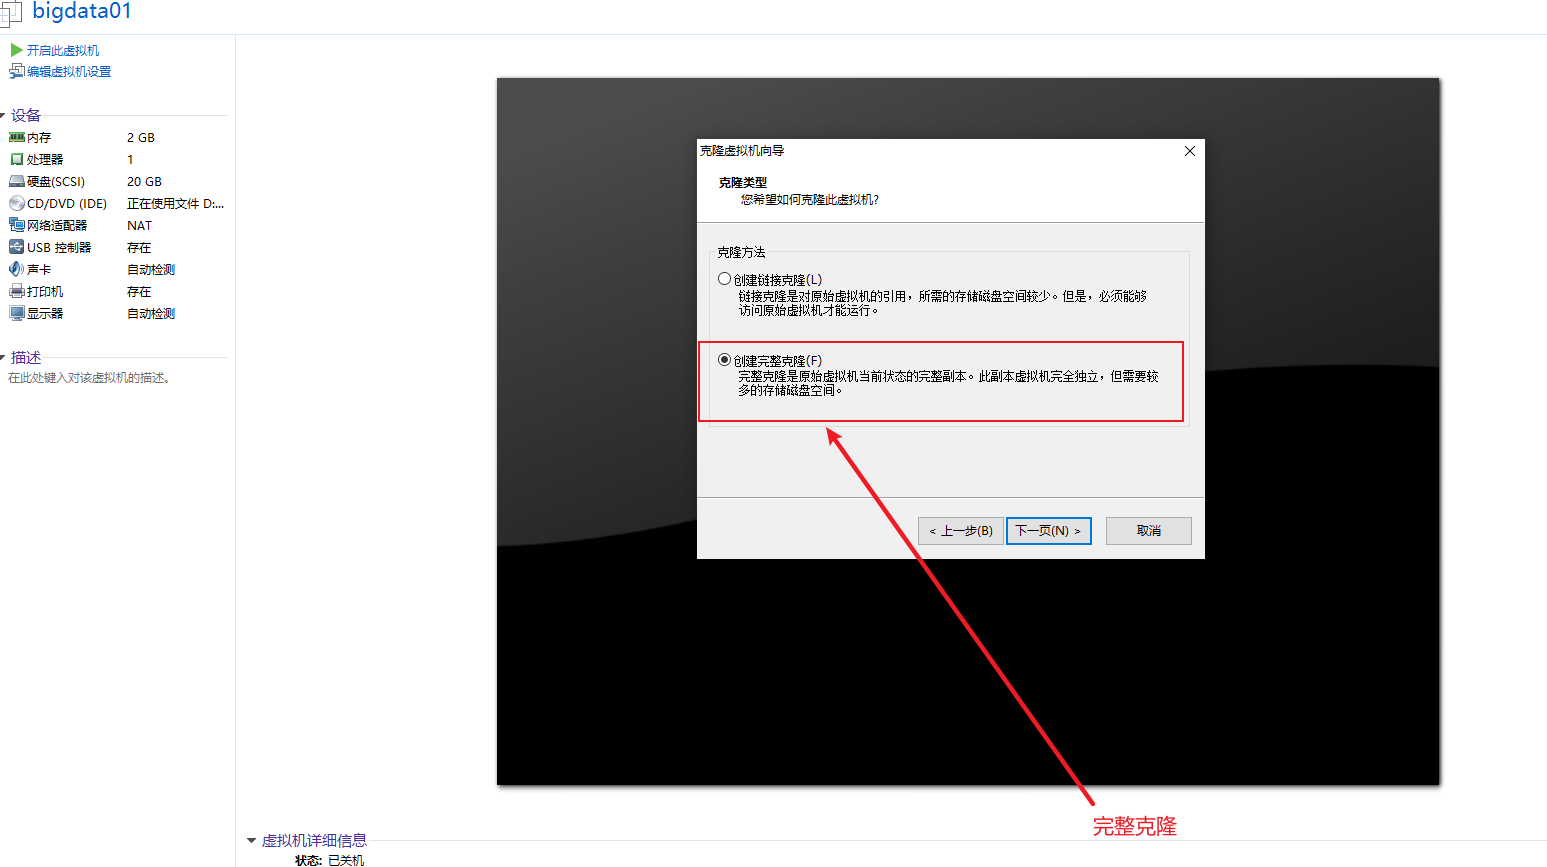 bigdata01
开启此虚拟机
编辑虚拟机设置
设备
内存 2 GB
处理器 1
硬盘(SCSI) 20 GB
CD/DVD (IDE) 正在使用文件 D:...
网络适配器 NAT
USB 控制器 存在
声卡 自动检测
打印机 存在
显示器 自动检测
描述
在此处键入对该虚拟机的描述。
克隆虚拟机向导
克隆类型
您希望如何克隆此虚拟机?
克隆方法
创建链接克隆(L)
链接克隆是对原始虚拟机的引用，所需的存储磁盘空间较少。但是，必须能够
访问原始虚拟机才能运行。
创建完整克隆(F)
完整克隆是原始虚拟机当前状态的完整副本。此副本虚拟机完全独立，但需要较
多的存储磁盘空间。
< 上一步(B) 下一页(N) > 取消
完整克隆
虚拟机详细信息
状态: 已关机